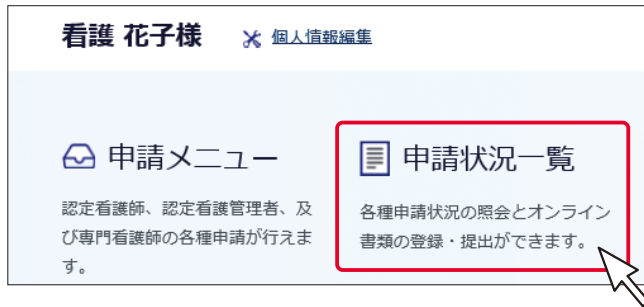 看護 花子様
個人情報編集
申請メニュー
認定看護師、認定看護管理者、及
び専門看護師の各種申請が行えま
す。
申請状況一覧
各種申請状況の照会とオンライン
書類の登録・提出ができます。